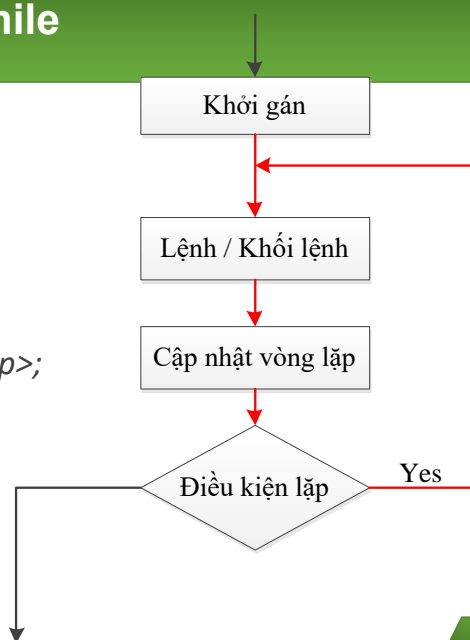 hile
Khởi gán
Lệnh / Khối lệnh
Cập nhật vòng lặp
p>;
Điều kiện lặp
Yes